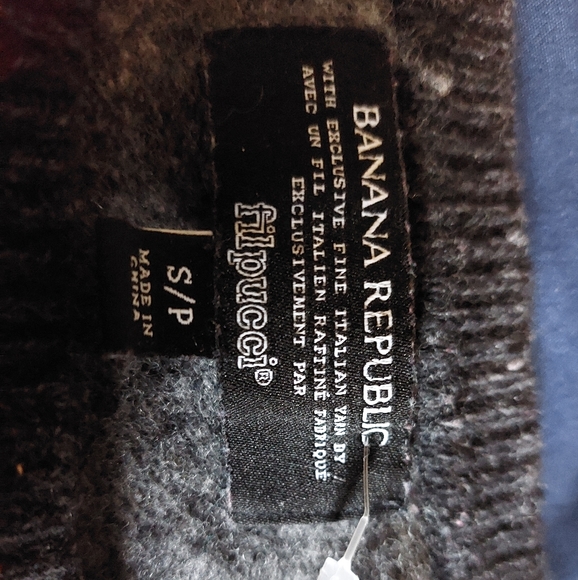 BANANA REPUBLIC
WITH EXCLUSIVE FINE ITALIAN YARN BY /
AVEC UN FIL ITALIEN RAFFINÉ FABRIQUÉ
EXCLUSIVEMENT PAR
filpucci®
S/P
MADE IN
CHINA